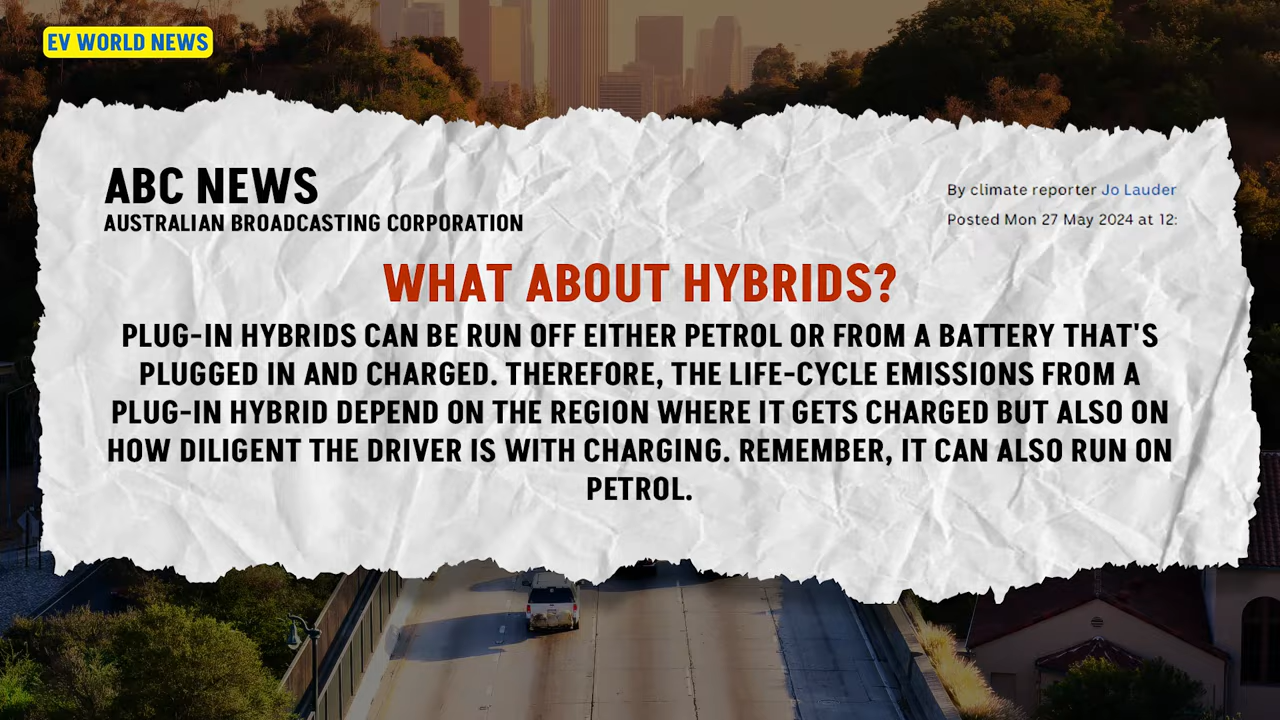 EV WORLD NEWS
ABC NEWS
AUSTRALIAN BROADCASTING CORPORATION
By climate reporter Jo Lauder
Posted Mon 27 May 2024 at 12:
WHAT ABOUT HYBRIDS?
PLUG-IN HYBRIDS CAN BE RUN OFF EITHER PETROL OR FROM A BATTERY THAT'S
PLUGGED IN AND CHARGED. THEREFORE, THE LIFE-CYCLE EMISSIONS FROM A
PLUG-IN HYBRID DEPEND ON THE REGION WHERE IT GETS CHARGED BUT ALSO ON
HOW DILIGENT THE DRIVER IS WITH CHARGING. REMEMBER, IT CAN ALSO RUN ON
PETROL.